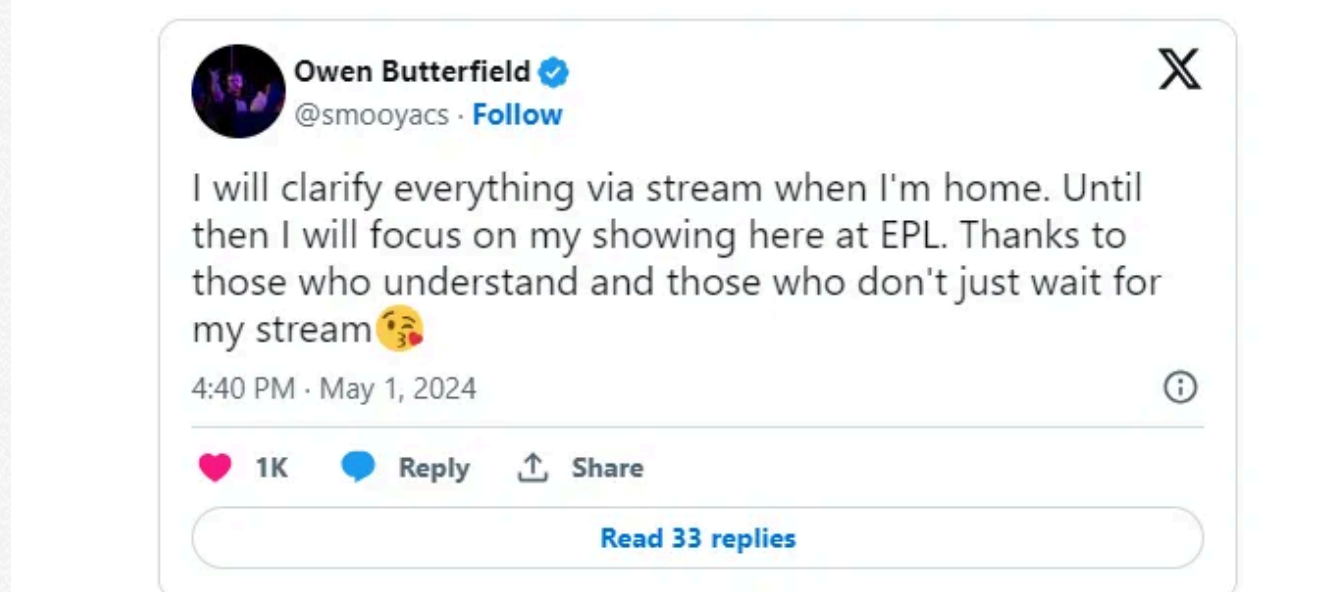 Owen Butterfield
@smooyacs · Follow
I will clarify everything via stream when I'm home. Until
then I will focus on my showing here at EPL. Thanks to
those who understand and those who don't just wait for
my stream😘
4:40 PM · May 1, 2024
1K Reply Share
Read 33 replies